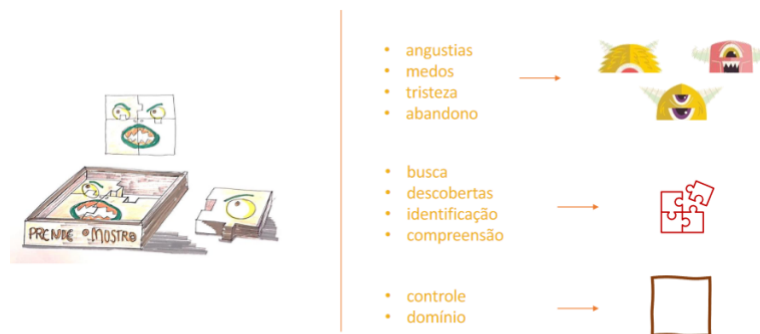 PRENDE O MOSTRO
angustias
medos
tristeza
abandono
busca
descobertas
identificação
compreensão
controle
domínio